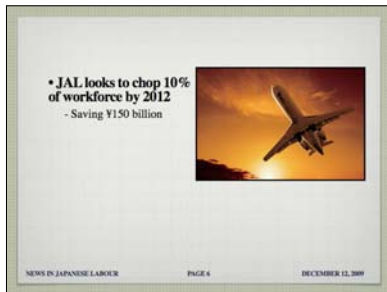 • JAL looks to chop 10%
of workforce by 2012
- Saving ¥150 billion
NEWS IN JAPANESE LABOUR PAGE 6 DECEMBER 12, 2009